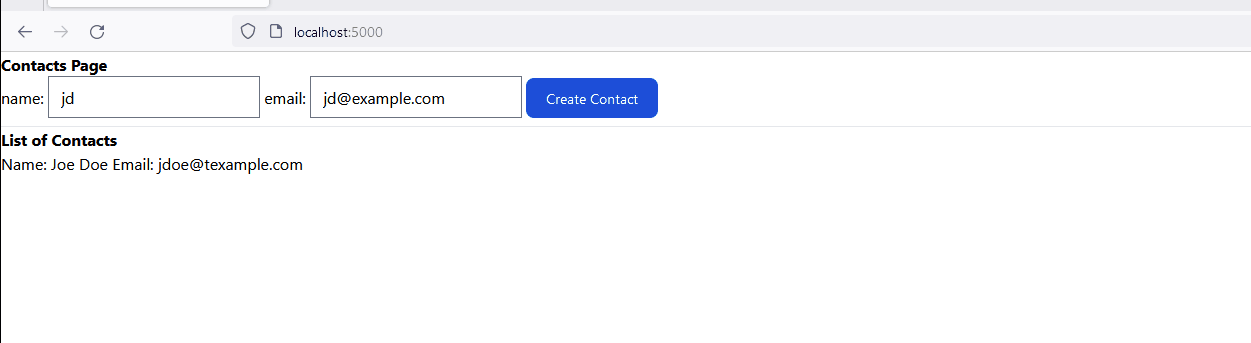 localhost:5000
Contacts Page
name: jd email: jd@example.com Create Contact
List of Contacts
Name: Joe Doe Email: jdoe@texample.com